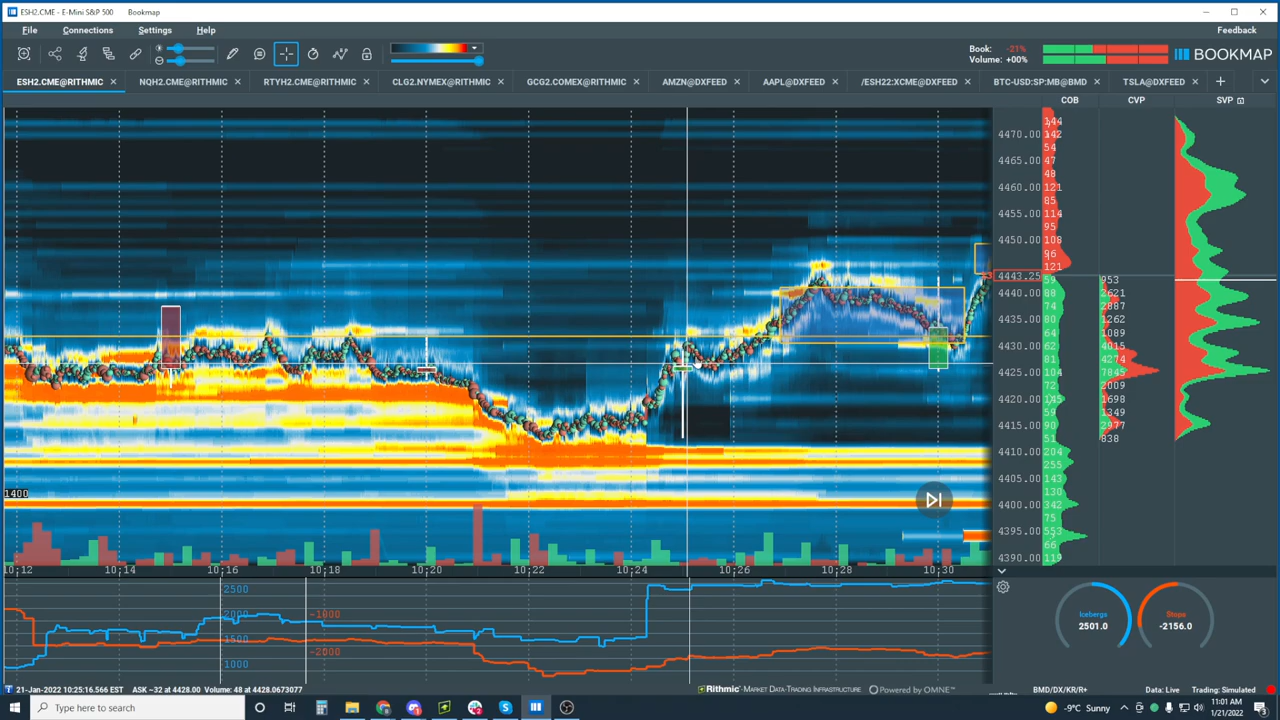 ESH2.CME - E-Mini S&P 500 Bookmap
File Connections Settings Help Feedback
Book: -21%
Volume: +00%
BOOKMAP
ESH2.CME@RITHMIC NQH2.CME@RITHMIC RTYH2.CME@RITHMIC CLG2.NYMEX@RITHMIC GCG2.COMEX@RITHMIC AMZN@DXFEED AAPL@DXFEED /ESH22:XCME@DXFEED BTC-USD:SP:MB@BMD TSLA@DXFEED
COB CVP SVP
144
4470.00 142
54
4465.00 47
48
4460.00 121
85
4455.00 114
95
4450.00 108
96
121
4443.25
59 953
4440.00 88 2621
74 2887
4435.00 80 1262
64 1089
4430.00 62 4015
81 4274
4425.00 104 7845
72 2009
4420.00 145 1698
59 1349
4415.00 90 2977
51 838
4410.00 204
255
4405.00 143
130
4400.00 342
75
4395.00 553
66
4390.00 119
1400
10:12 10:14 10:16 10:18 10:20 10:22 10:24 10:26 10:28 10:30
2500
2000 -1000
1500
1000 -2000
Icebergs
2501.0
Stops
-2156.0
21-Jan-2022 10:25:16.566 EST ASK ~32 at 4428.00 Volume: 48 at 4428.0673077
Rithmic - Market Data-Trading Infrastructure Powered by OMNE™
BMD/DX/KR/R+ Data: Live Trading: Simulated
Type here to search
-9°C Sunny
11:01 AM
1/21/2022